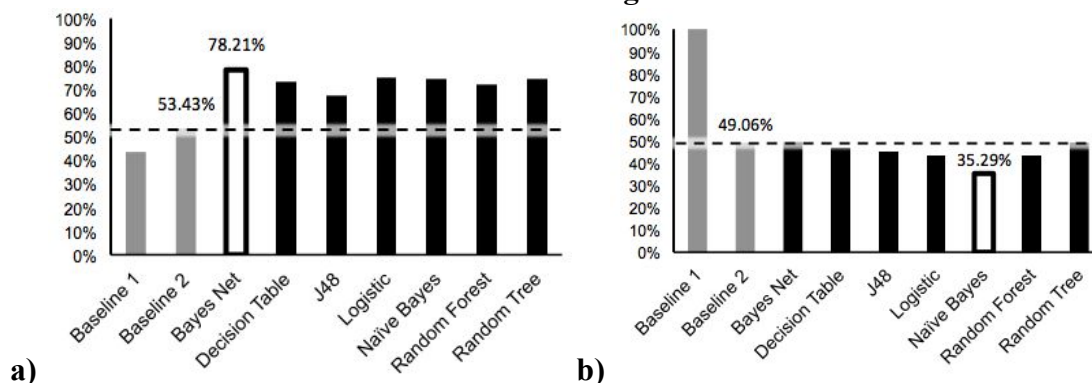 100%
90%
80%
70%
60%
50%
40%
30%
20%
10%
0%
78.21%
53.43%
Baseline 1
Baseline 2
Bayes Net
Decision Table
J48
Logistic
Naïve Bayes
Random Forest
Random Tree
a)
100%
90%
80%
70%
60%
50%
40%
30%
20%
10%
0%
49.06%
35.29%
Baseline 1
Baseline 2
Bayes Net
Decision Table
J48
Logistic
Naïve Bayes
Random Forest
Random Tree
b)